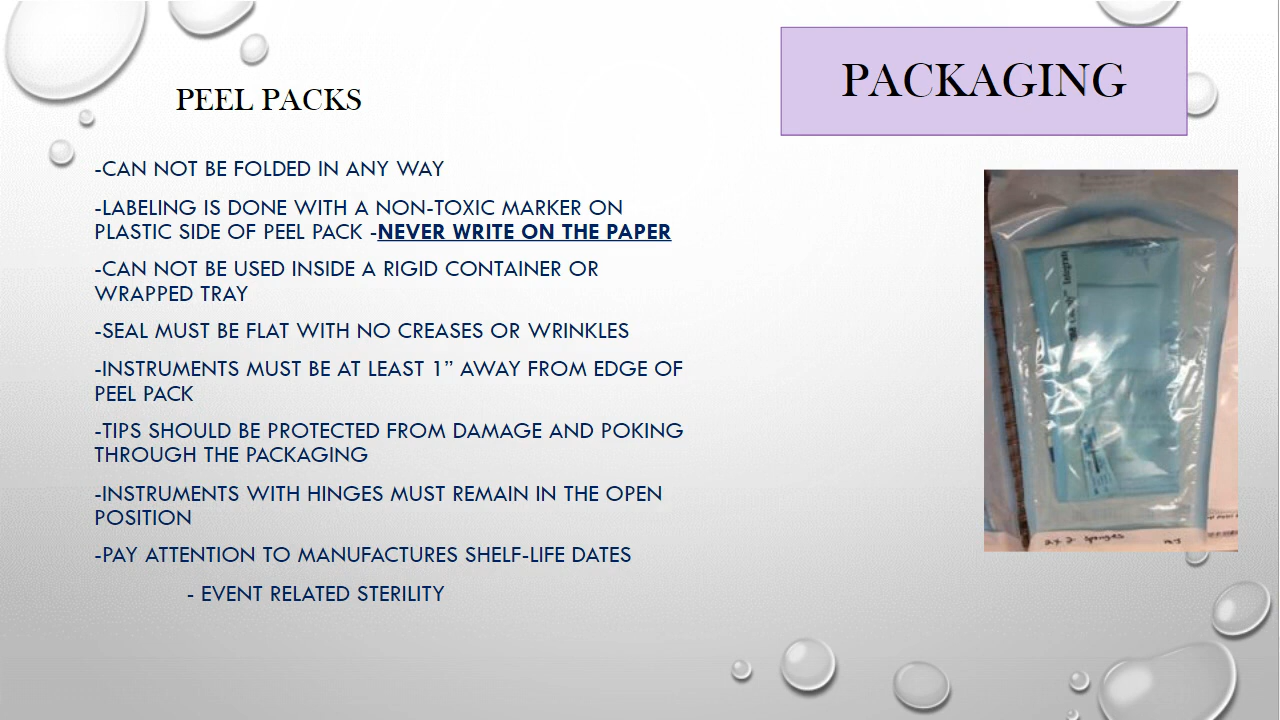 PACKAGING
PEEL PACKS
-CAN NOT BE FOLDED IN ANY WAY
-LABELING IS DONE WITH A NON-TOXIC MARKER ON
PLASTIC SIDE OF PEEL PACK -NEVER WRITE ON THE PAPER
-CAN NOT BE USED INSIDE A RIGID CONTAINER OR
WRAPPED TRAY
-SEAL MUST BE FLAT WITH NO CREASES OR WRINKLES
-INSTRUMENTS MUST BE AT LEAST 1” AWAY FROM EDGE OF
PEEL PACK
-TIPS SHOULD BE PROTECTED FROM DAMAGE AND POKING
THROUGH THE PACKAGING
-INSTRUMENTS WITH HINGES MUST REMAIN IN THE OPEN
POSITION
-PAY ATTENTION TO MANUFACTURES SHELF-LIFE DATES
- EVENT RELATED STERILITY
2x2 sponges